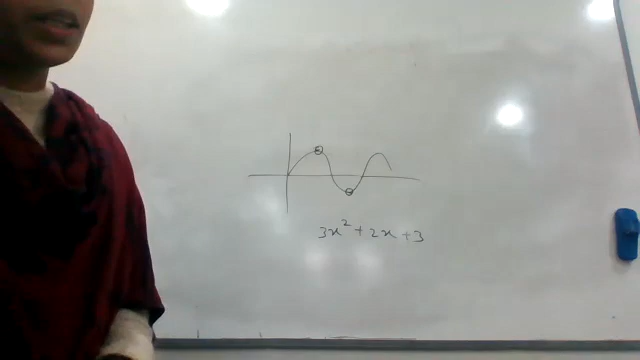 3x² + 2x + 3